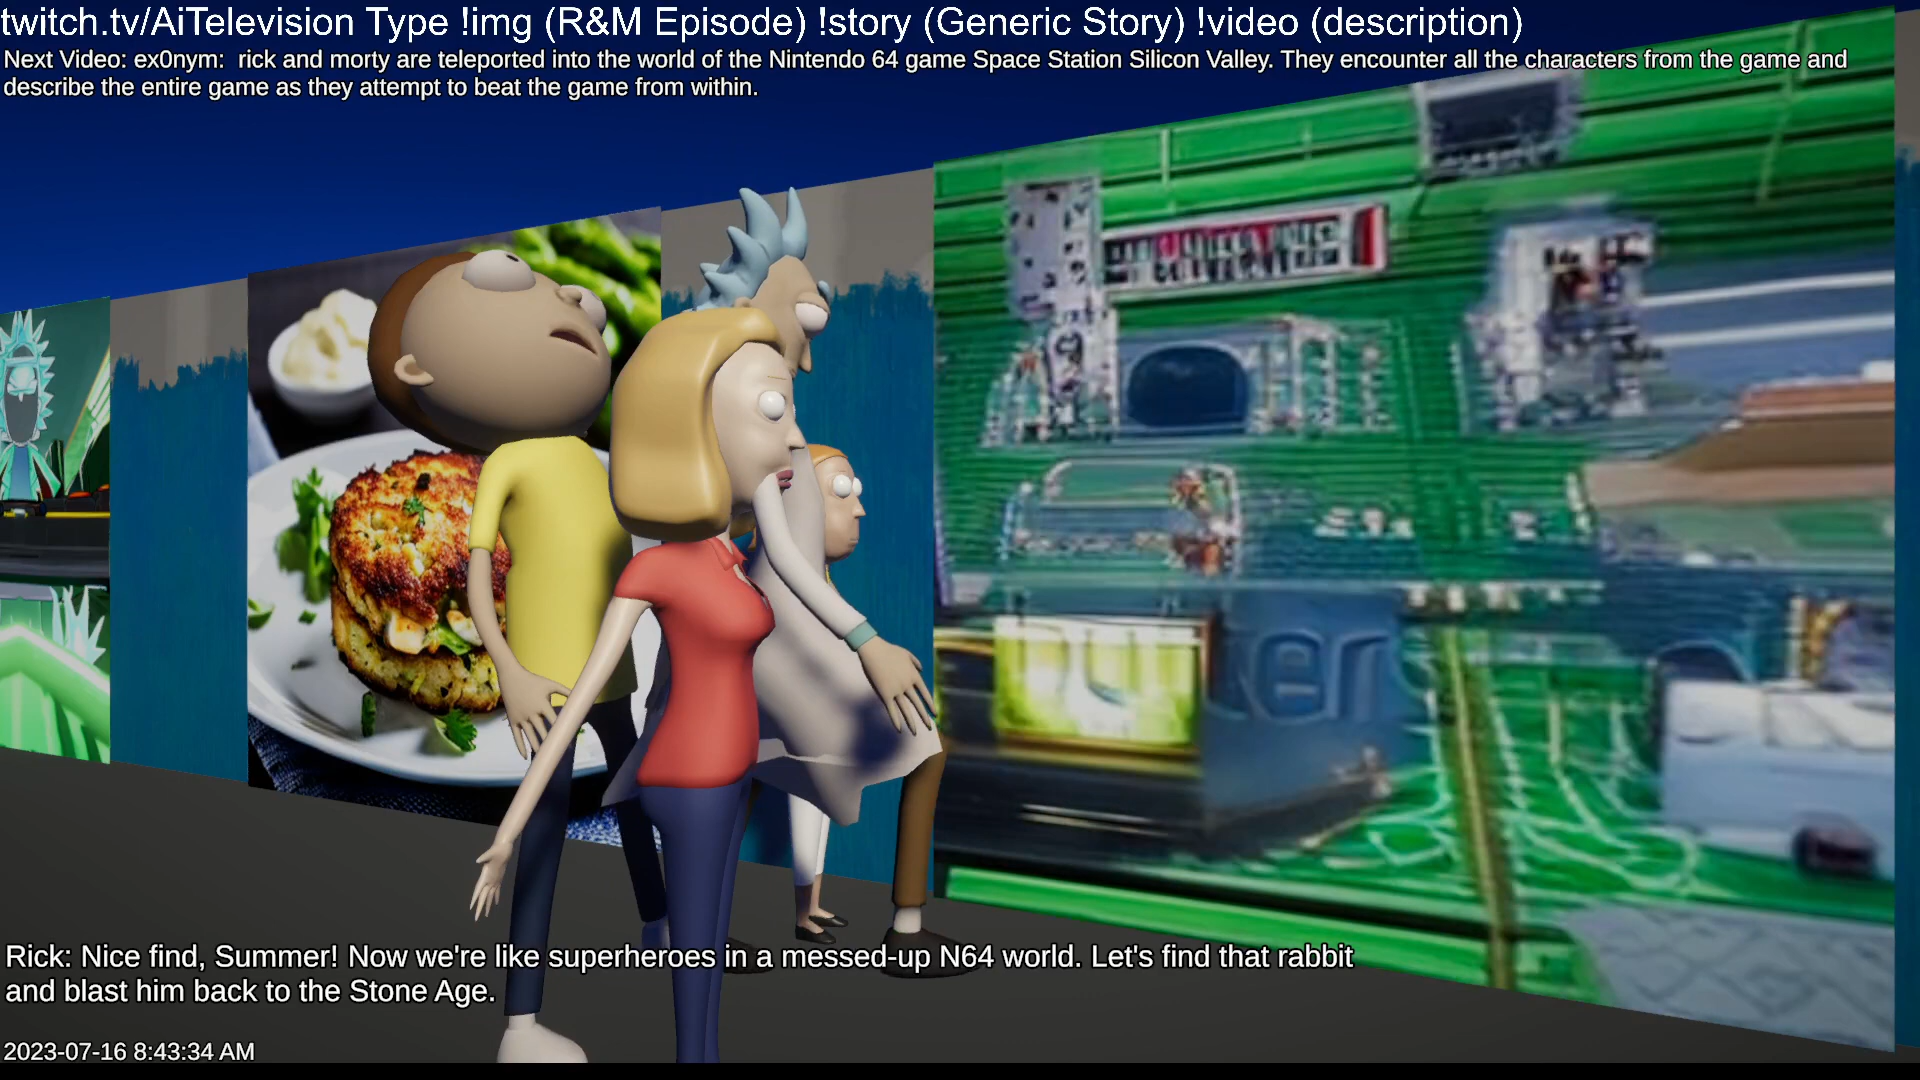 twitch.tv/AiTelevision Type !img (R&M Episode) !story (Generic Story) !video (description)
Next Video: ex0nym:  rick and morty are teleported into the world of the Nintendo 64 game Space Station Silicon Valley. They encounter all the characters from the game and
describe the entire game as they attempt to beat the game from within.
Rick: Nice find, Summer! Now we're like superheroes in a messed-up N64 world. Let's find that rabbit
and blast him back to the Stone Age.
2023-07-16 8:43:34 AM